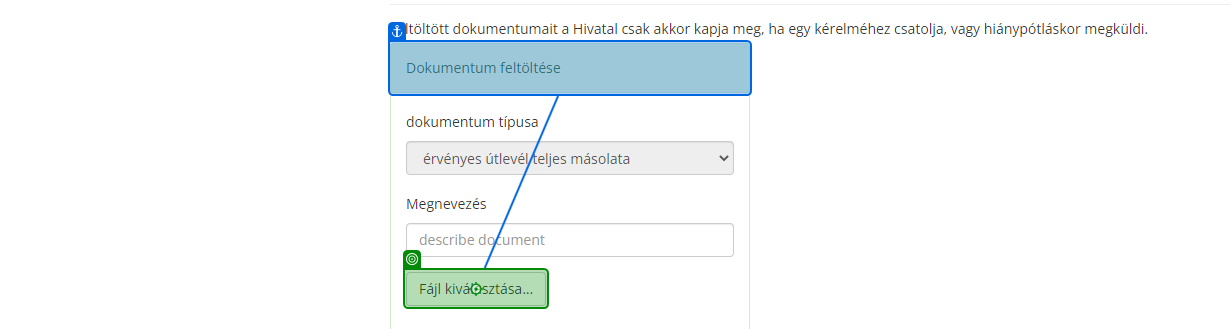 ltöltött dokumentumait a Hivatal csak akkor kapja meg, ha egy kérelméhez csatolja, vagy hiánypótláskor megküldi.
Dokumentum feltöltése
dokumentum típusa
érvényes útlevél teljes másolata
Megnevezés
describe document
Fájl kiválasztása...